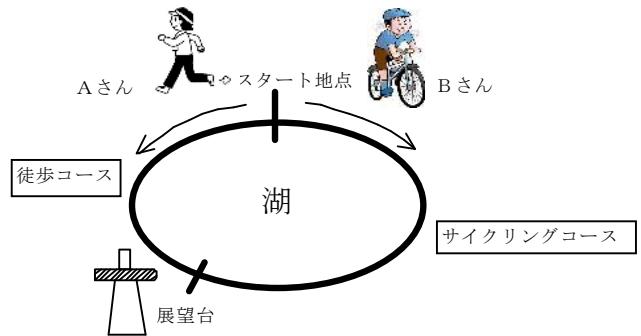 Aさん
スタート地点
Bさん
徒歩コース
湖
サイクリングコース
展望台